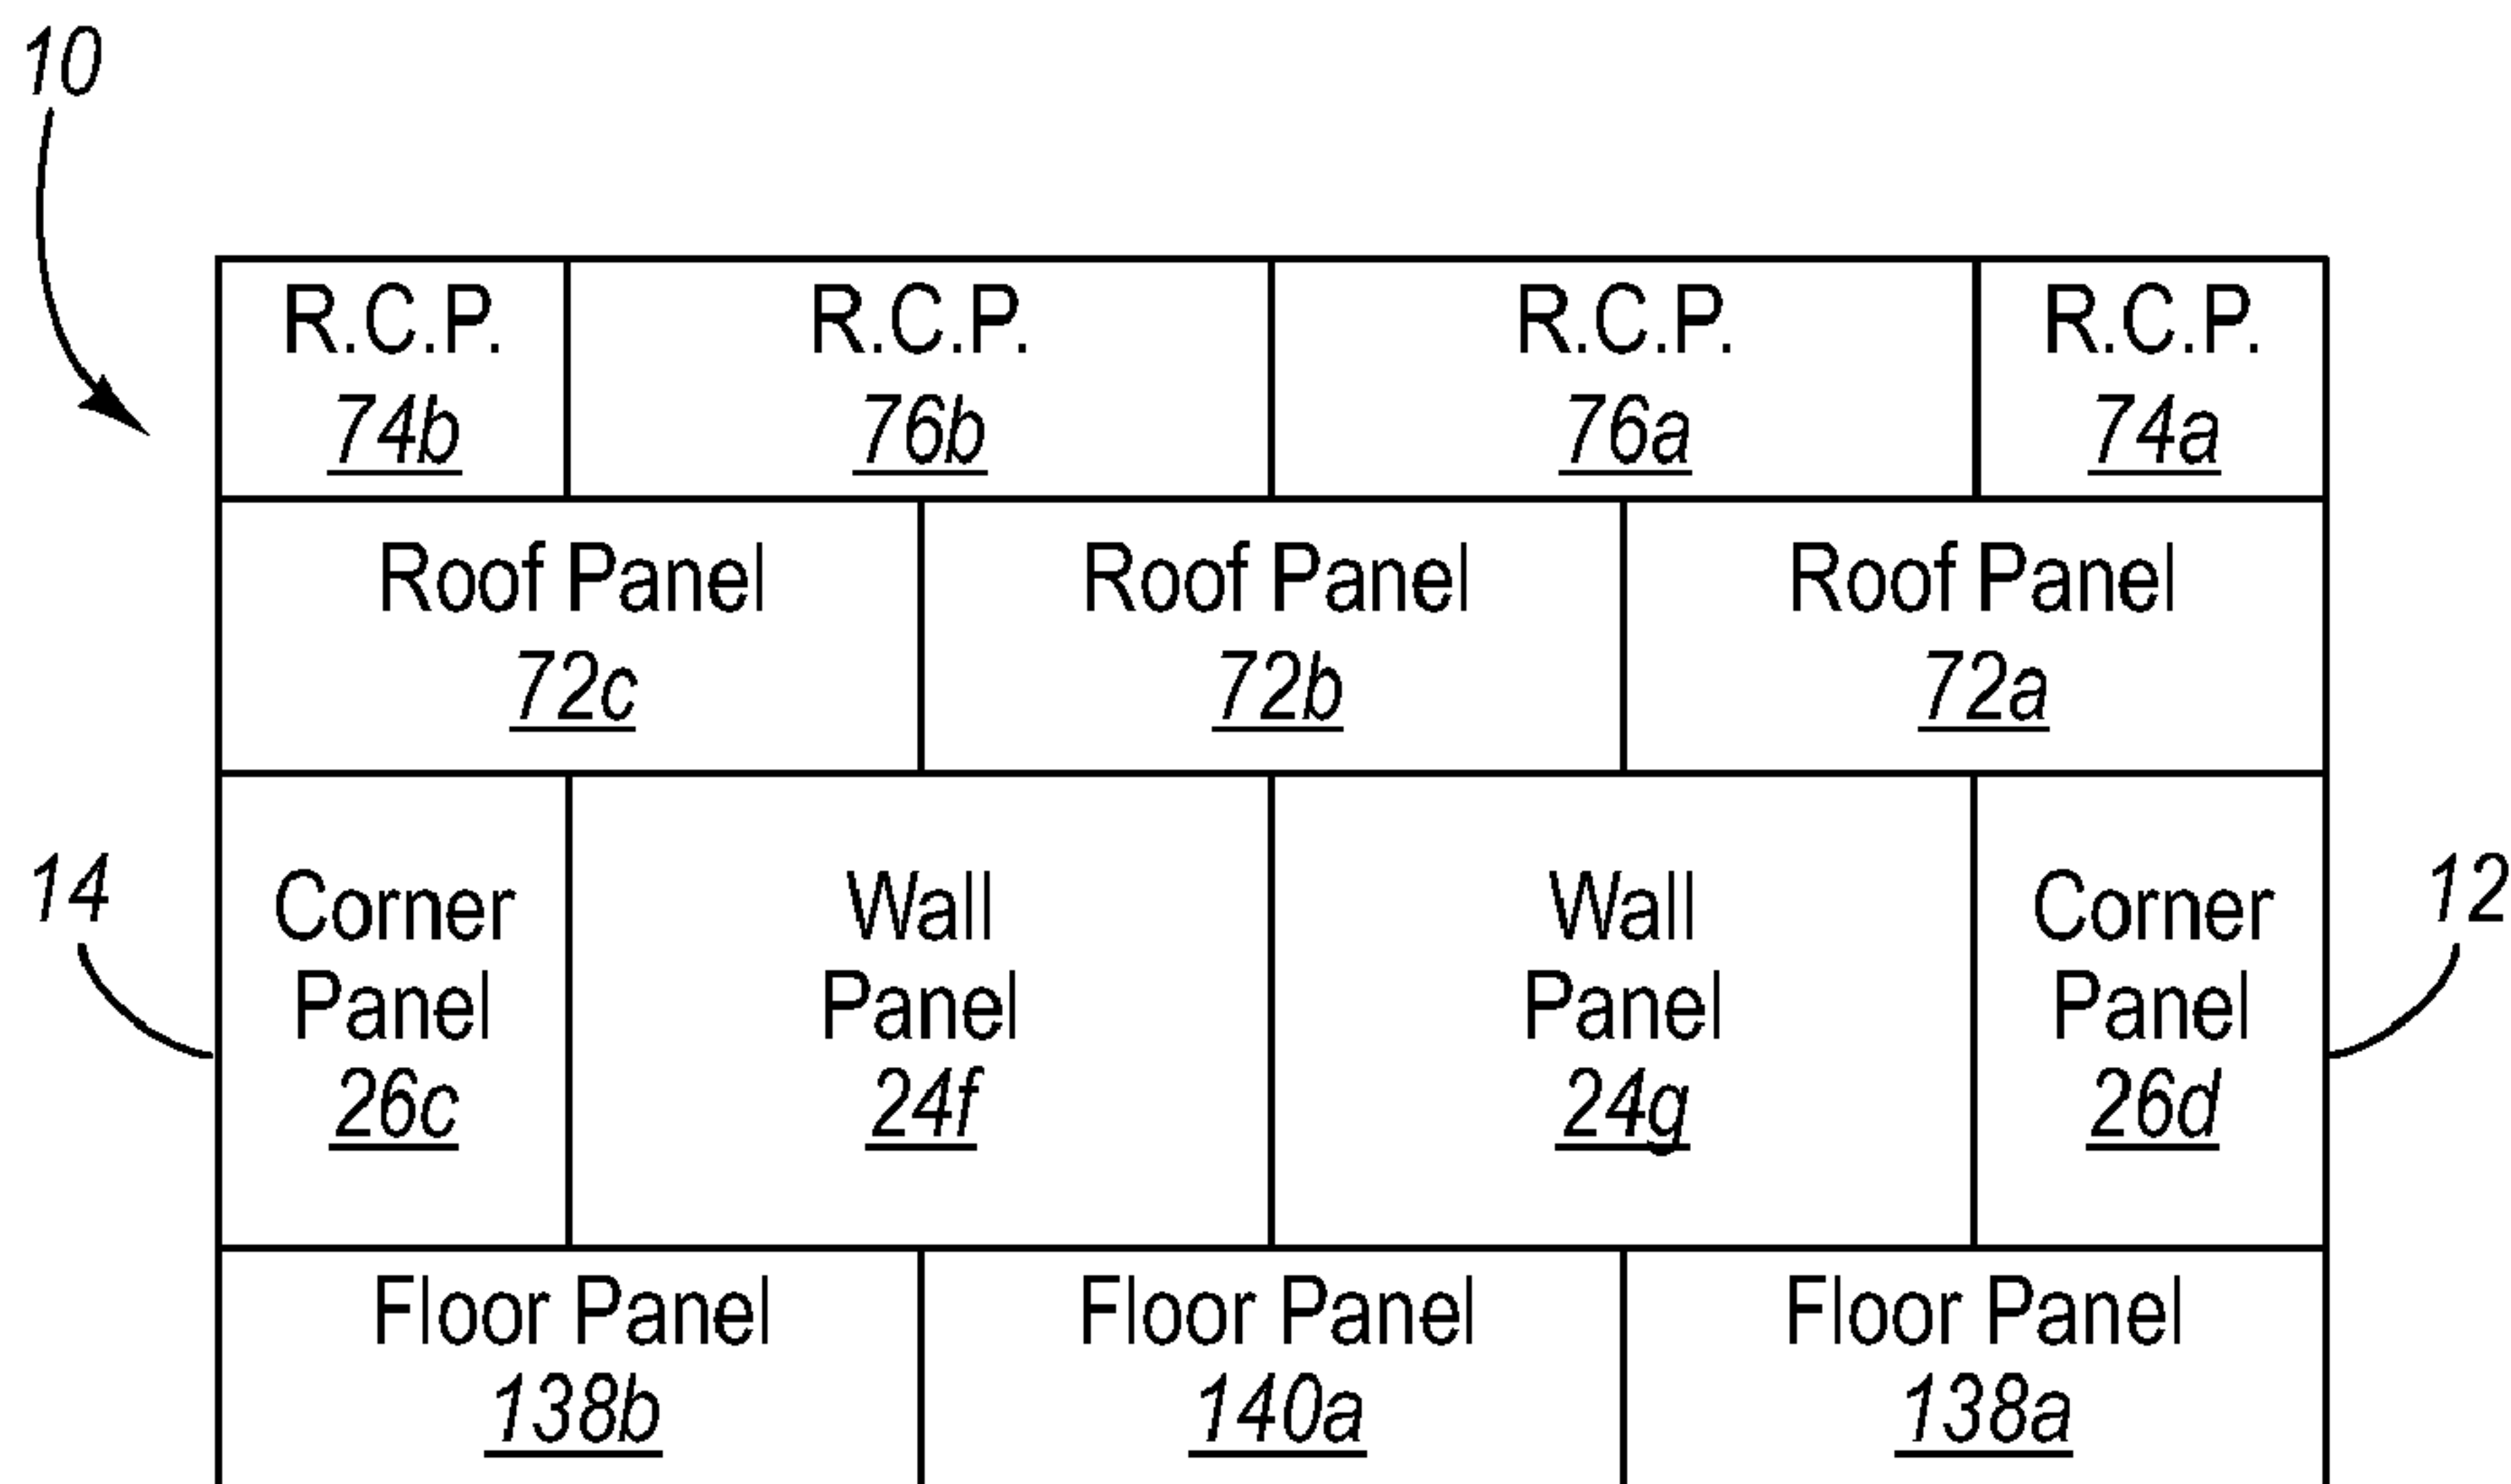 10
R.C.P. R.C.P. R.C.P. R.C.P.
74b 76b 76a 74a
Roof Panel Roof Panel Roof Panel
72c 72b 72a
14 12
Corner Wall Wall Corner
Panel Panel Panel Panel
26c 24f 24g 26d
Floor Panel Floor Panel Floor Panel
138b 140a 138a